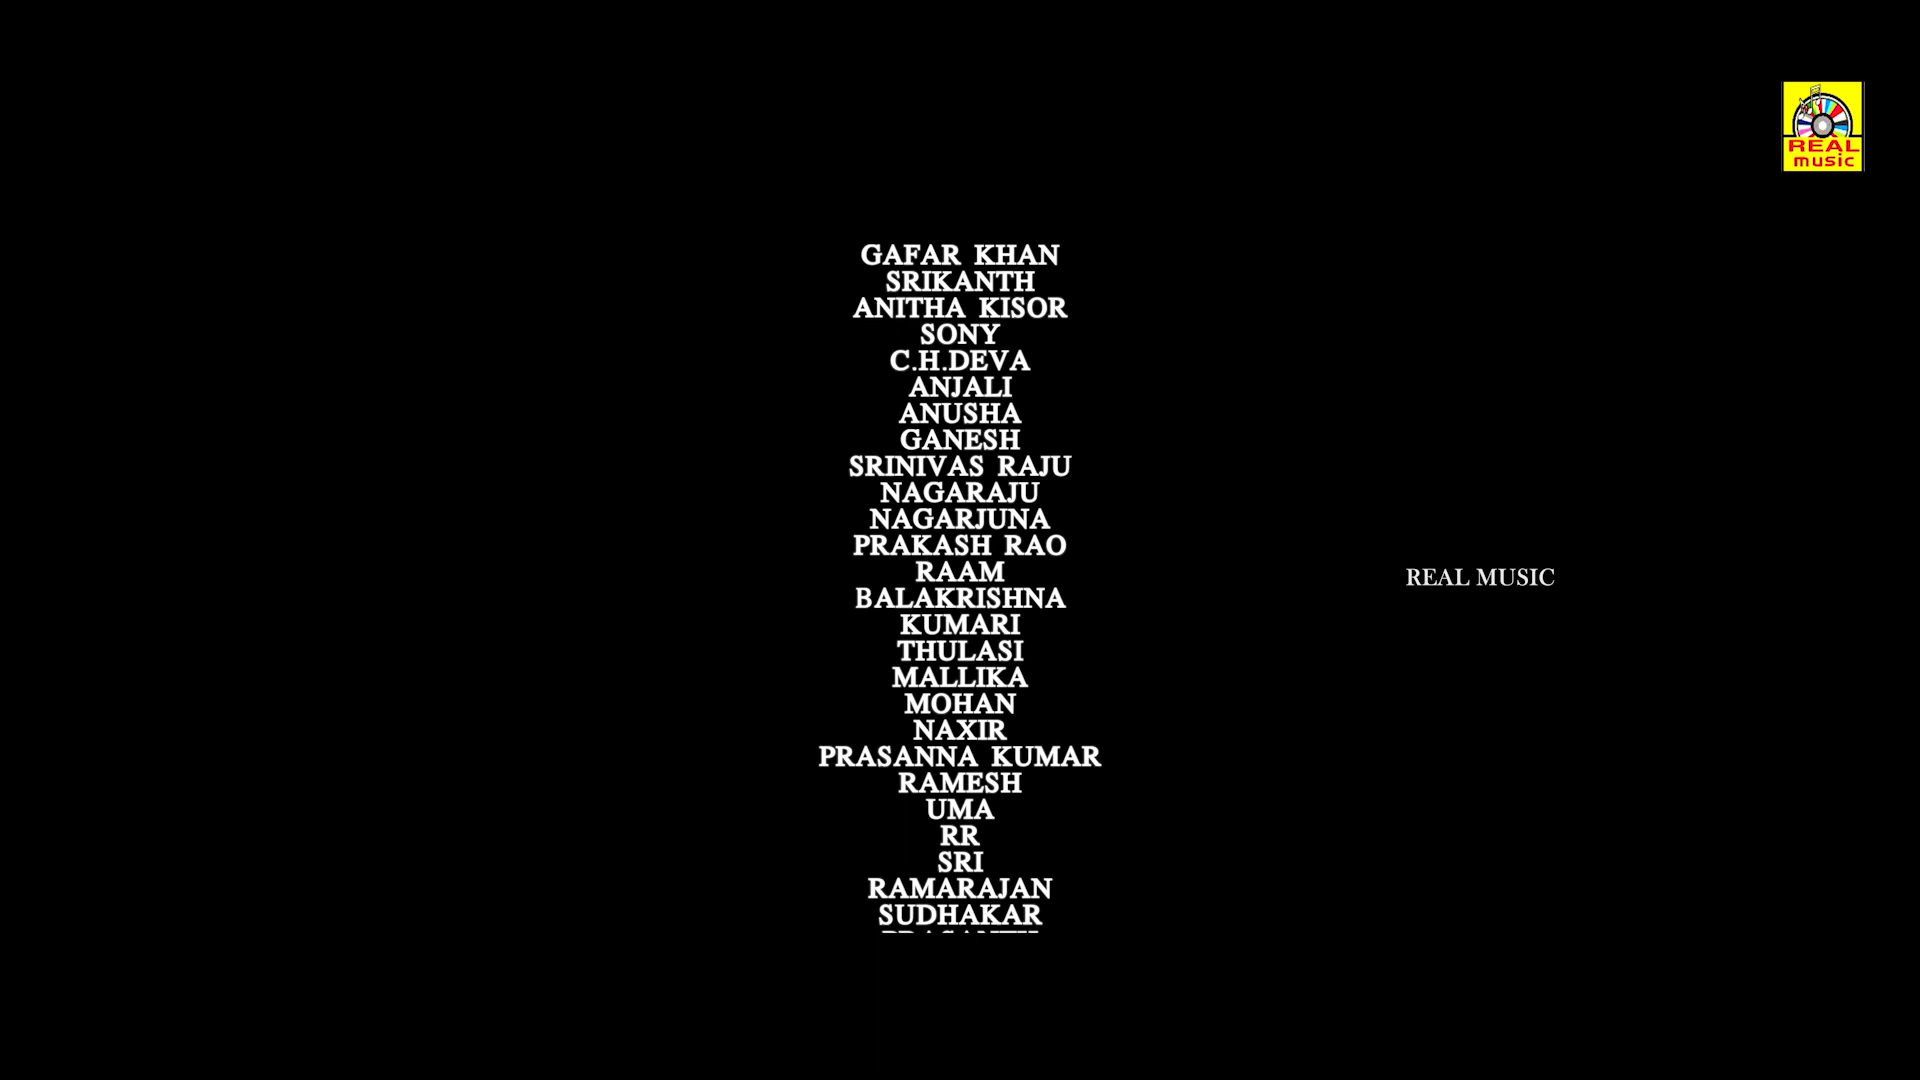 REAL
music
GAFAR KHAN
SRIKANTH
ANITHA KISOR
SONY
C.H.DEVA
ANJALI
ANUSHA
GANESH
SRINIVAS RAJU
NAGARAJU
NAGARJUNA
PRAKASH RAO
RAAM
BALAKRISHNA
KUMARI
THULASI
MALLIKA
MOHAN
NAXIR
PRASANNA KUMAR
RAMESH
UMA
RR
SRI
RAMARAJAN
SUDHAKAR
REAL MUSIC